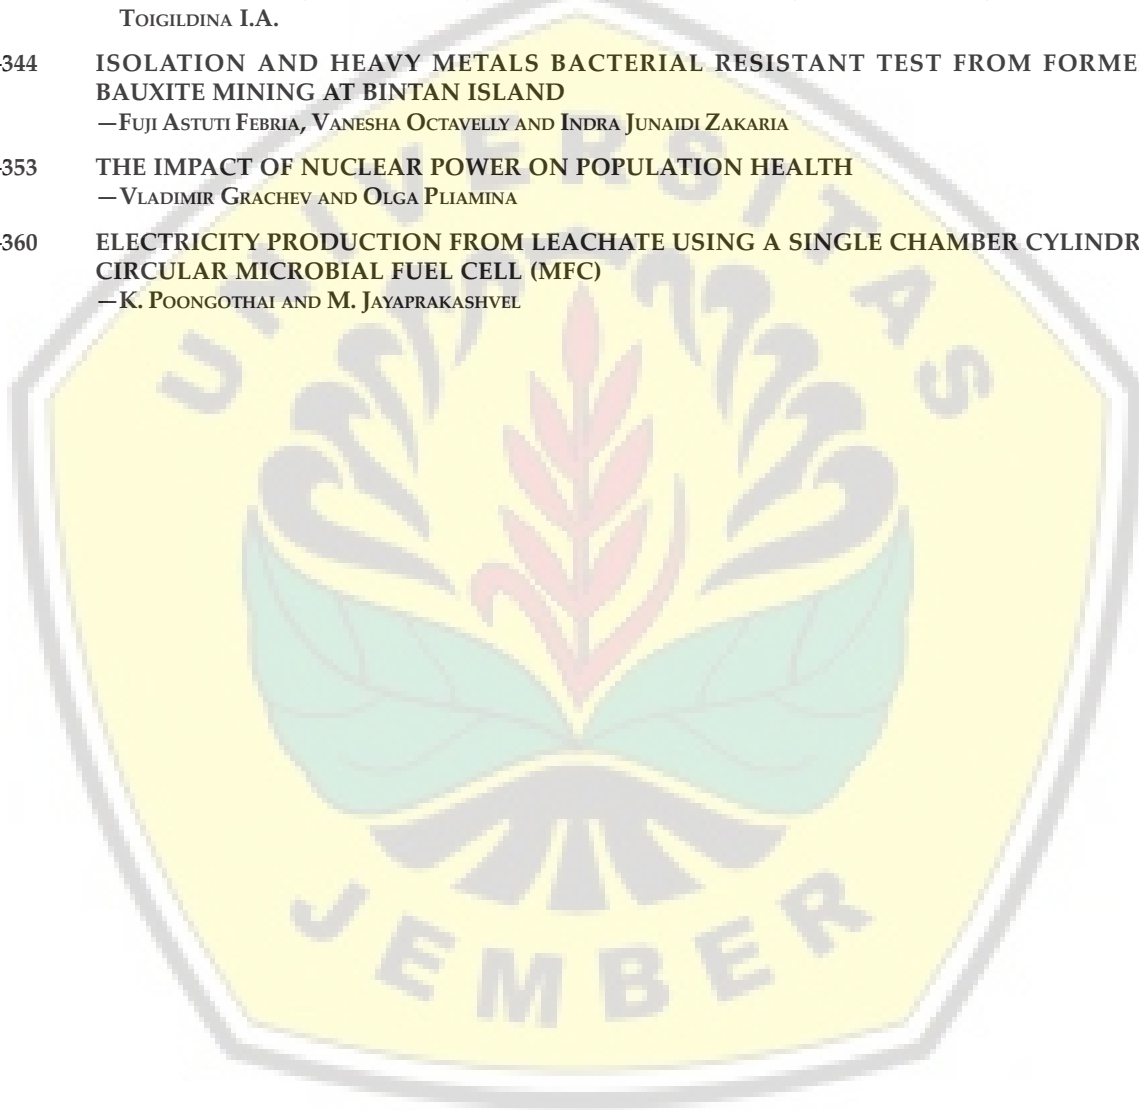 TOIGILDINA I.A.
-344 ISOLATION AND HEAVY METALS BACTERIAL RESISTANT TEST FROM FORME
BAUXITE MINING AT BINTAN ISLAND
—FUJI ASTUTI FEBRIA, VANESHA OCTAVELLY AND INDRA JUNAIDI ZAKARIA
-353 THE IMPACT OF NUCLEAR POWER ON POPULATION HEALTH
—VLADIMIR GRACHEV AND OLGA PLIAMINA
-360 ELECTRICITY PRODUCTION FROM LEACHATE USING A SINGLE CHAMBER CYLINDR
CIRCULAR MICROBIAL FUEL CELL (MFC)
—K. POONGOTHAI AND M. JAYAPRAKASHVEL
UNIVERSITAS
JEMBER